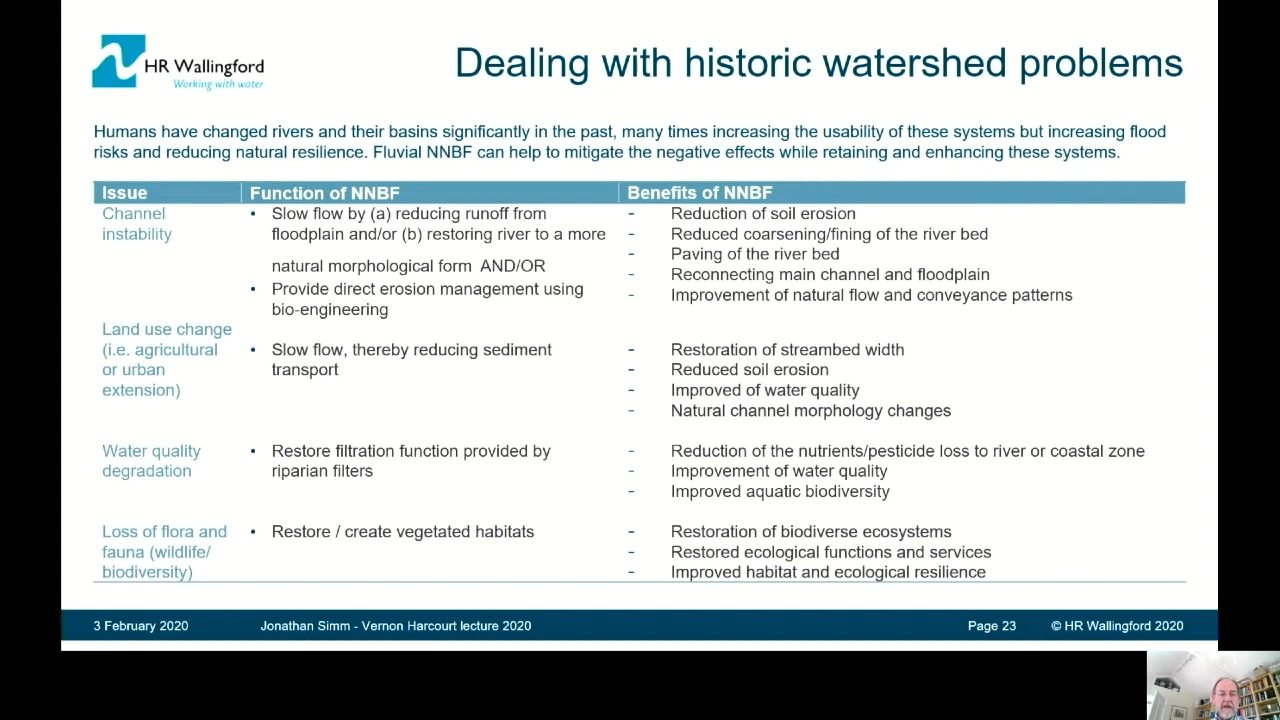 HR Wallingford
Working with water
Dealing with historic watershed problems
Humans have changed rivers and their basins significantly in the past, many times increasing the usability of these systems but increasing flood
risks and reducing natural resilience. Fluvial NNBF can help to mitigate the negative effects while retaining and enhancing these systems.
Issue
Function of NNBF
Benefits of NNBF
Channel
instability
• Slow flow by (a) reducing runoff from
floodplain and/or (b) restoring river to a more
natural morphological form AND/OR
• Provide direct erosion management using
bio-engineering
- Reduction of soil erosion
- Reduced coarsening/fining of the river bed
- Paving of the river bed
- Reconnecting main channel and floodplain
- Improvement of natural flow and conveyance patterns
Land use change
(i.e. agricultural
or urban
extension)
• Slow flow, thereby reducing sediment
transport
- Restoration of streambed width
- Reduced soil erosion
- Improved of water quality
- Natural channel morphology changes
Water quality
degradation
• Restore filtration function provided by
riparian filters
- Reduction of the nutrients/pesticide loss to river or coastal zone
- Improvement of water quality
- Improved aquatic biodiversity
Loss of flora and
fauna (wildlife/
biodiversity)
• Restore / create vegetated habitats
- Restoration of biodiverse ecosystems
- Restored ecological functions and services
- Improved habitat and ecological resilience
3 February 2020
Jonathan Simm - Vernon Harcourt lecture 2020
Page 23
© HR Wallingford 2020